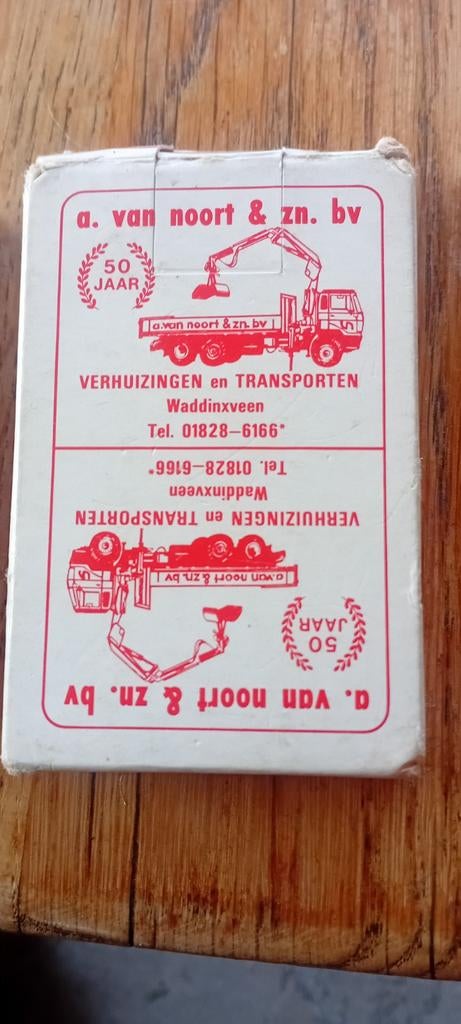 a. van noort & zn. bv
50
JAAR
a.van noort & zn. bv
VERHUIZINGEN en TRANSPORTEN
Waddinxveen
Tel. 01828-6166*
Tel. 01828-6166*
Waddinxveen
VERHUIZINGEN en TRANSPORTEN
a.van noort & zn. bv
50
JAAR
a. van noort & zn. bv